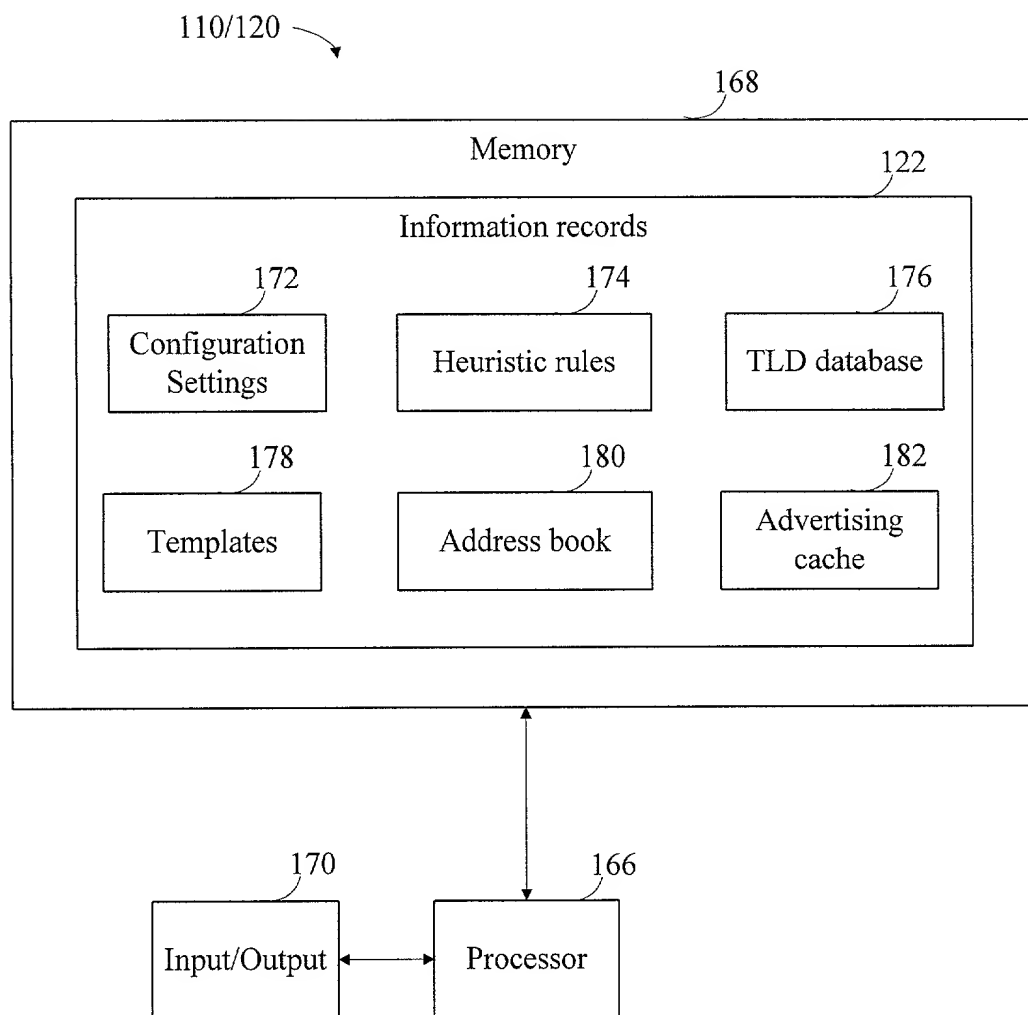 110/120
168
Memory
122
Information records
172
174
176
Configuration
Settings
Heuristic rules
TLD database
178
180
182
Templates
Address book
Advertising
cache
170
166
Input/Output
Processor